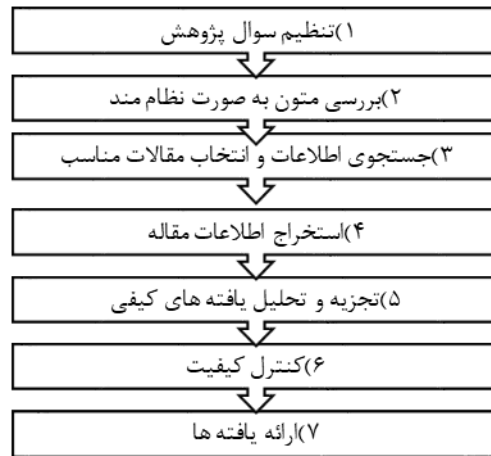 ۱)تنظیم سوال پژوهش
۲)بررسی متون به صورت نظام مند
۳)جستجوی اطلاعات و انتخاب مقالات مناسب
۴)استخراج اطلاعات مقاله
۵)تجزیه و تحلیل یافته های کیفی
۶)کنترل کیفیت
۷)ارائه یافته ها